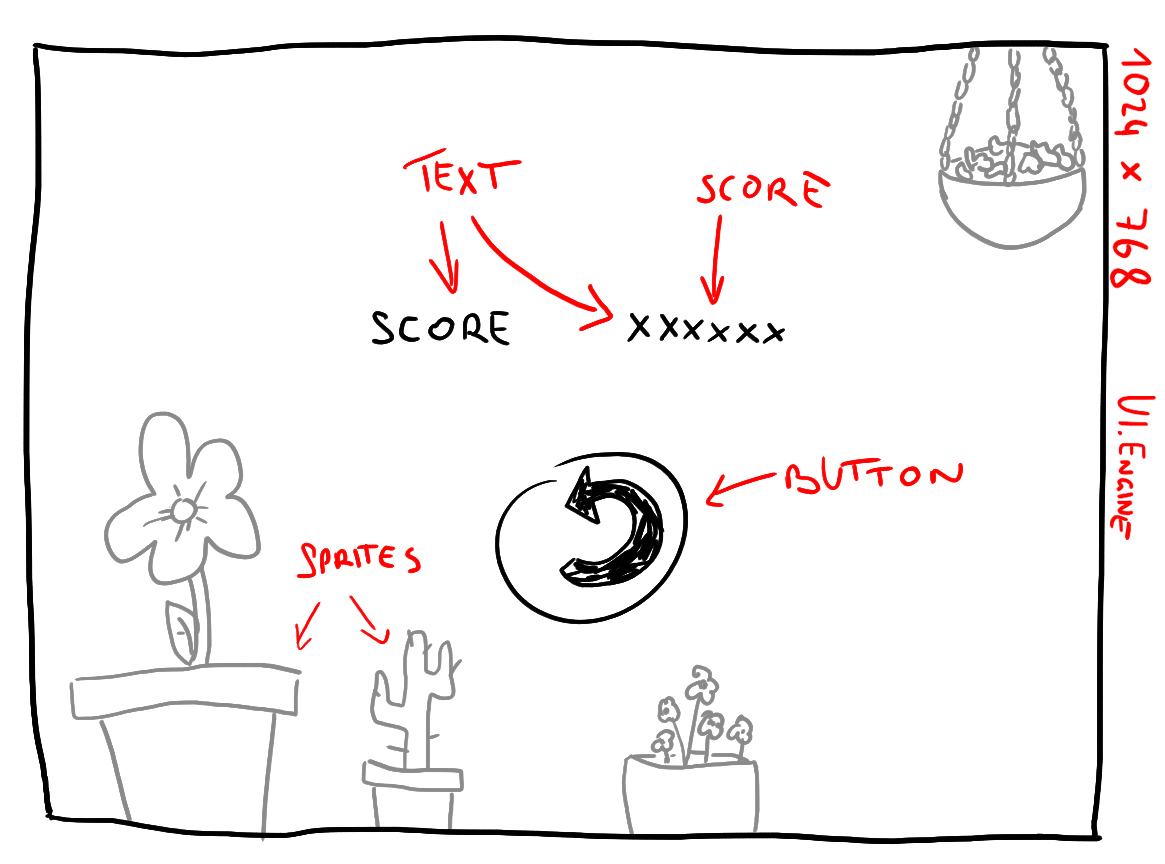 TEXT
SCORE
SCORE
XXXXXX
BUTTON
SPRITES
1024 x 768
UI.ENGINE